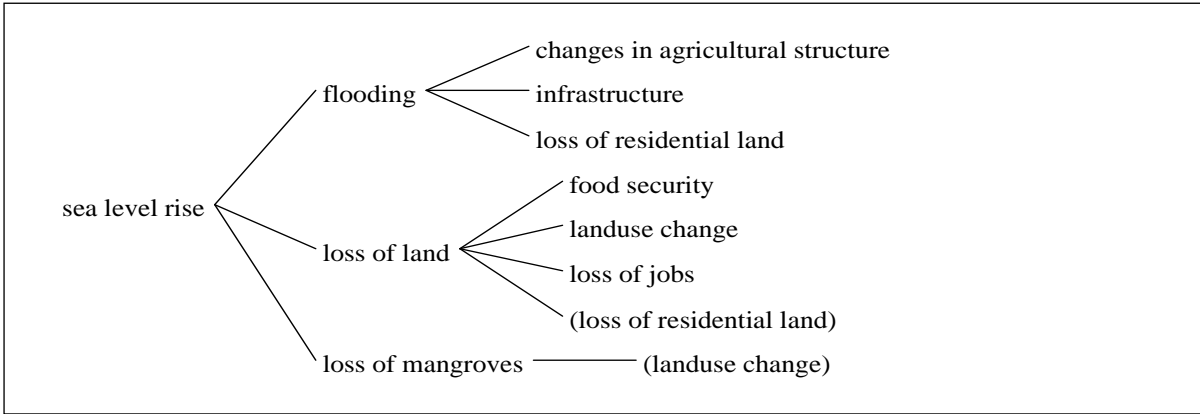 changes in agricultural structure
flooding
infrastructure
loss of residential land
food security
sea level rise
landuse change
loss of land
loss of jobs
(loss of residential land)
loss of mangroves
(landuse change)